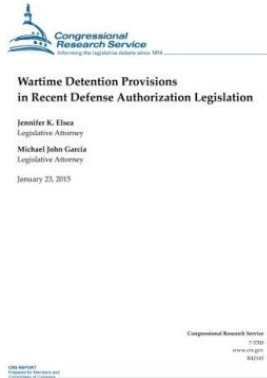 Congressional
Research Service
Informing the legislative debate since 1914
Wartime Detention Provisions
in Recent Defense Authorization Legislation
Jennifer K. Elsea
Legislative Attorney
Michael John Garcia
Legislative Attorney
January 23, 2015
Congressional Research Service
7-5700
www.crs.gov
R42143
CRS REPORT
Prepared for Members and
Committees of Congress